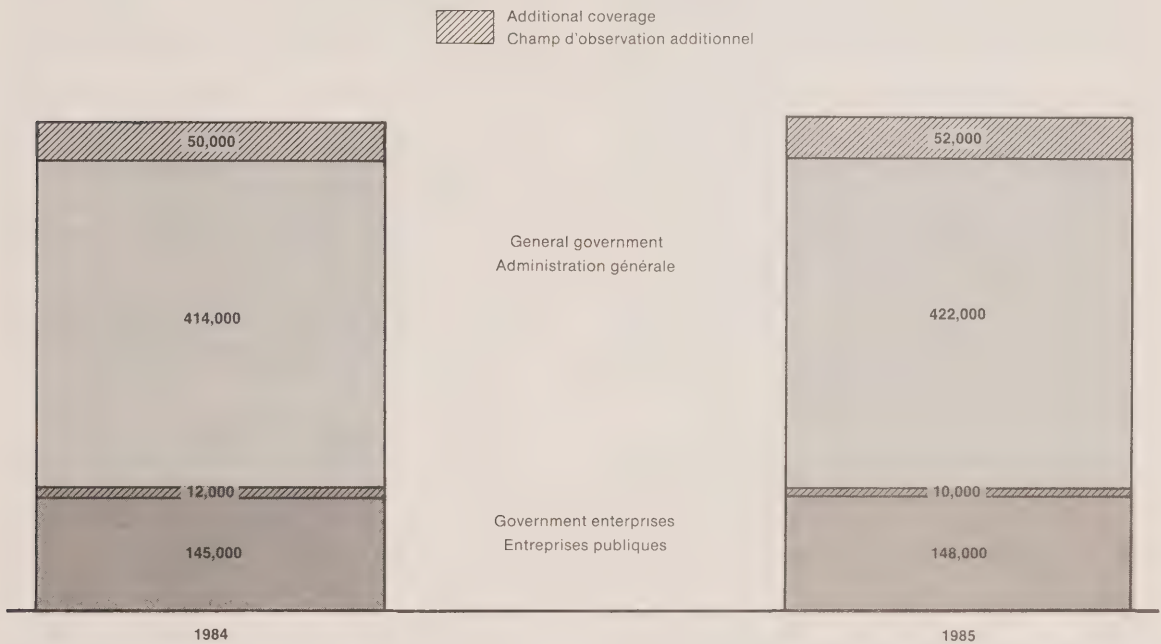 Additional coverage
Champ d'observation additionnel
50,000
414,000
12,000
145,000
1984
General government
Administration générale
Government enterprises
Entreprises publiques
52,000
422,000
10,000
148,000
1985